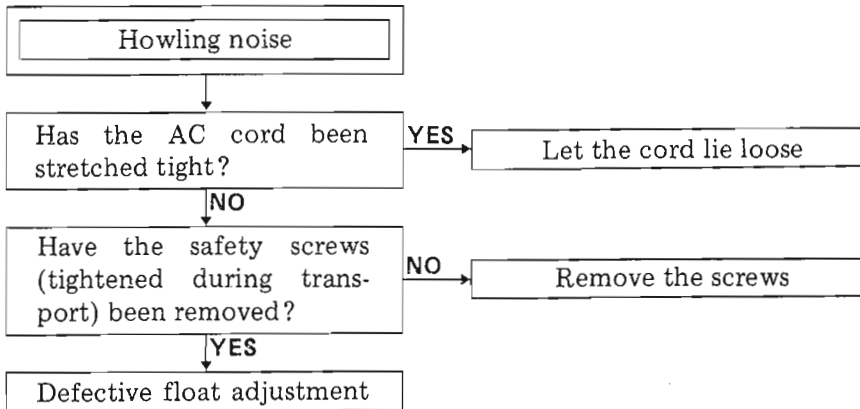 Howling noise
Has the AC cord been
stretched tight?
YES
Let the cord lie loose
NO
Have the safety screws
(tightened during trans-
port) been removed?
NO
Remove the screws
YES
Defective float adjustment